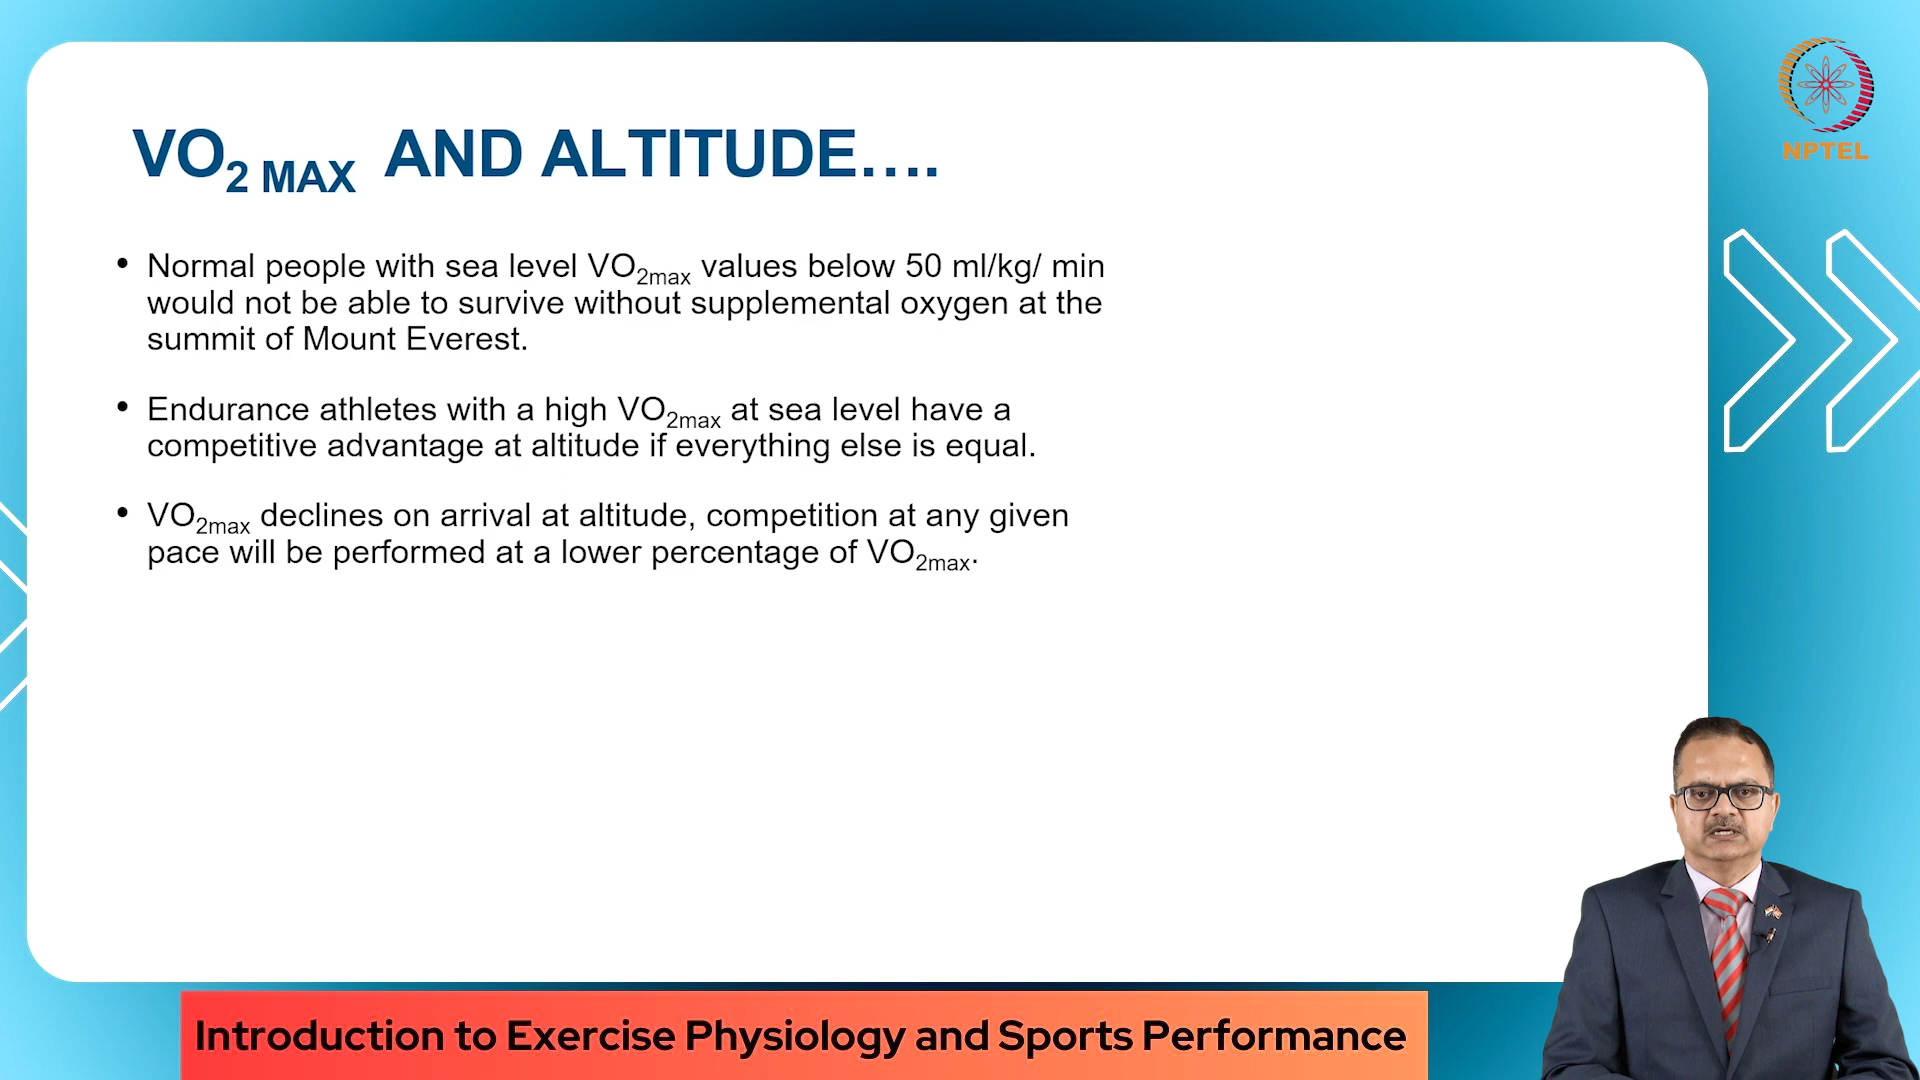 VO2 MAX AND ALTITUDE....
NPTEL
• Normal people with sea level VO2max values below 50 ml/kg/ min
would not be able to survive without supplemental oxygen at the
summit of Mount Everest.
• Endurance athletes with a high VO2max at sea level have a
competitive advantage at altitude if everything else is equal.
• VO2max declines on arrival at altitude, competition at any given
pace will be performed at a lower percentage of VO2max.
Introduction to Exercise Physiology and Sports Performance